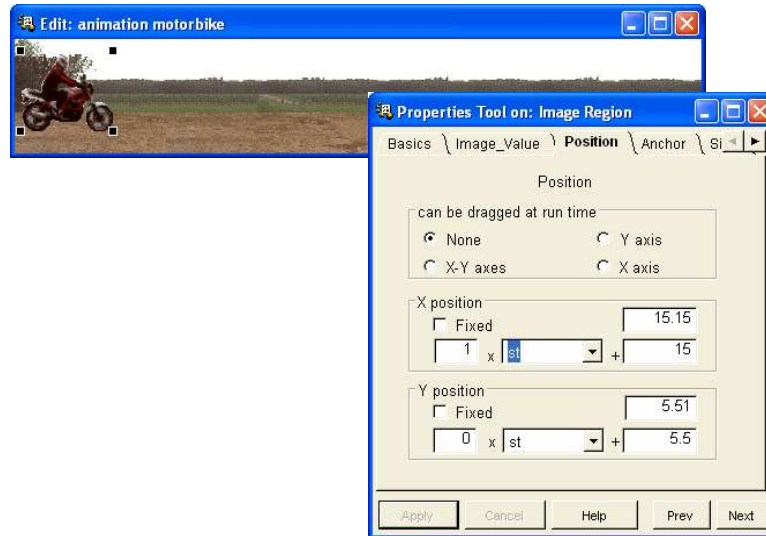 Edit: animation motorbike
Properties Tool on: Image Region
Basics Image_Value Position Anchor Si
Position
can be dragged at run time
None Y axis
X-Y axes X axis
X position
Fixed 15.15
1 x st + 15
Y position
Fixed 5.51
0 x st + 5.5
Apply Cancel Help Prev Next